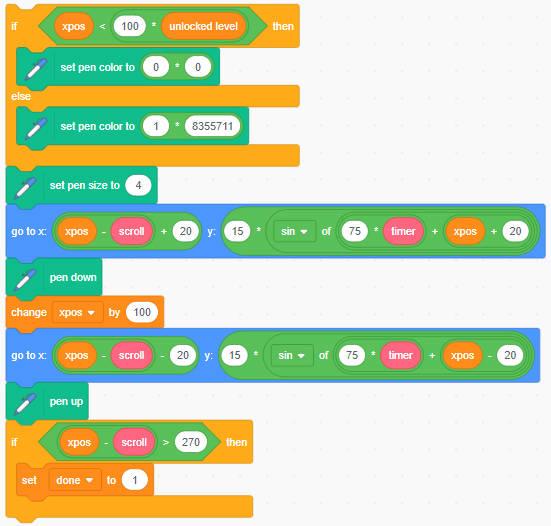 if xpos < 100 * unlocked level then
set pen color to 0 * 0
else
set pen color to 1 * 8355711
set pen size to 4
go to x: xpos - scroll + 20 y: 15 * sin of 75 * timer + xpos + 20
pen down
change xpos by 100
go to x: xpos - scroll - 20 y: 15 * sin of 75 * timer + xpos - 20
pen up
if xpos - scroll > 270 then
set done to 1